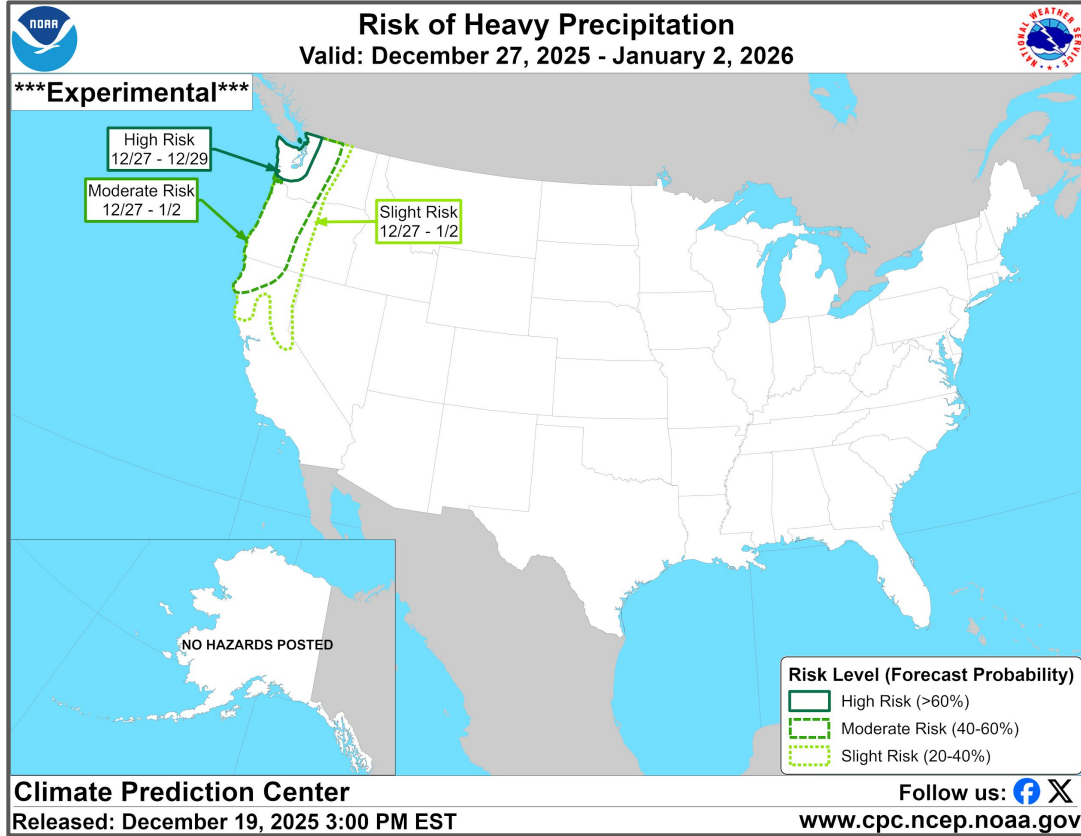 NOAA
Risk of Heavy Precipitation
Valid: December 27, 2025 - January 2, 2026
NATIONAL WEATHER SERVICE
***Experimental***
High Risk
12/27 - 12/29
Moderate Risk
12/27 - 1/2
Slight Risk
12/27 - 1/2
NO HAZARDS POSTED
Risk Level (Forecast Probability)
High Risk (>60%)
Moderate Risk (40-60%)
Slight Risk (20-40%)
Climate Prediction Center
Follow us:
Released: December 19, 2025 3:00 PM EST
www.cpc.ncep.noaa.gov